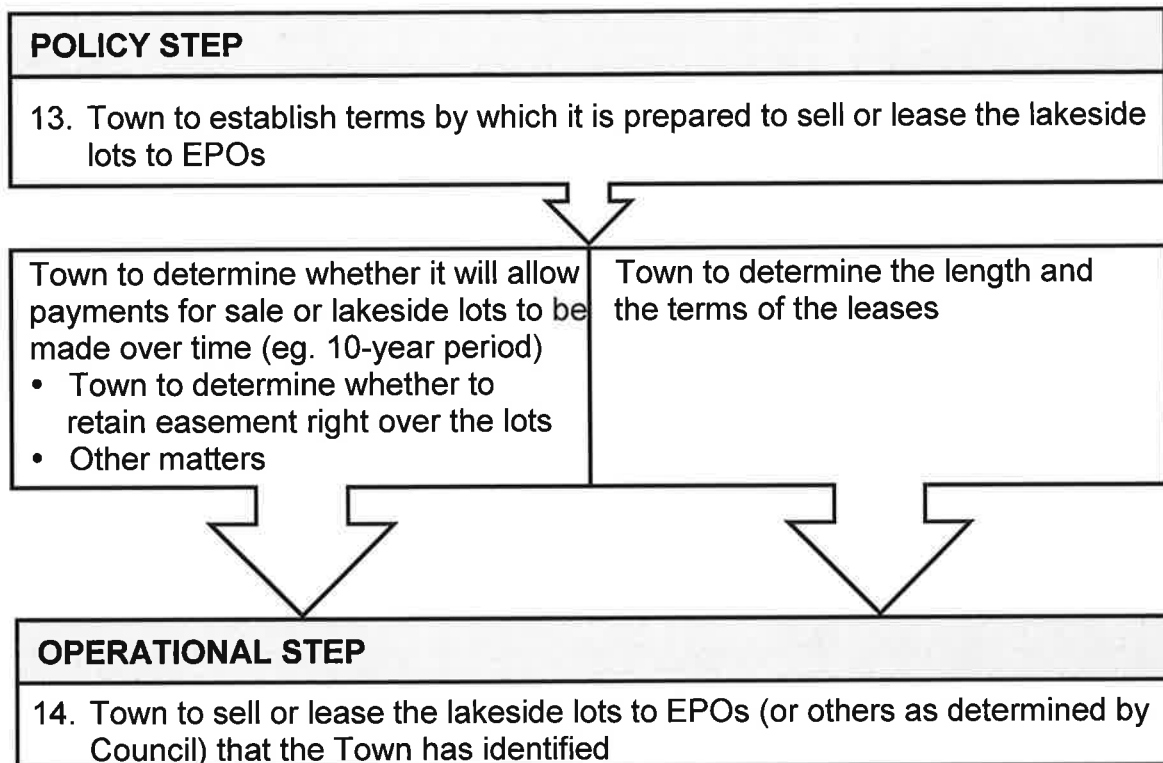 POLICY STEP
13. Town to establish terms by which it is prepared to sell or lease the lakeside
lots to EPOs
Town to determine whether it will allow
payments for sale or lakeside lots to be
made over time (eg. 10-year period)
• Town to determine whether to
retain easement right over the lots
• Other matters
Town to determine the length and
the terms of the leases
OPERATIONAL STEP
14. Town to sell or lease the lakeside lots to EPOs (or others as determined by
Council) that the Town has identified